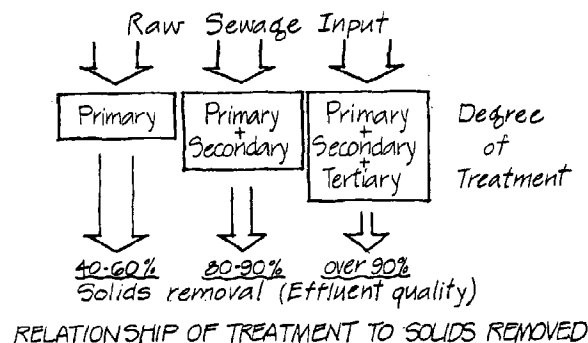 Raw Sewage Input
Primary
Primary
+
Secondary
Primary
+
Secondary
+
Tertiary
Degree
of
Treatment
40-60%
80-90%
over 90%
Solids removal (Effluent quality)
RELATIONSHIP OF TREATMENT TO SOLIDS REMOVED